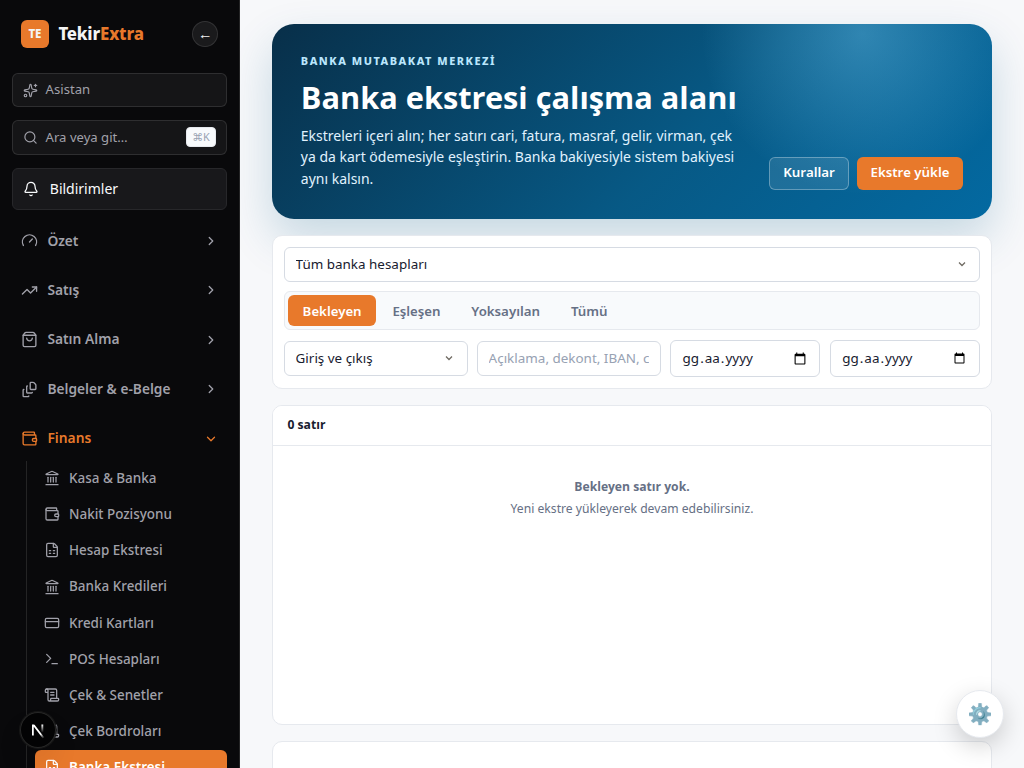 TE TekirExtra ←
Asistan
Ara veya git... ⌘K
Bildirimler
Özet
Satış
Satın Alma
Belgeler & e-Belge
Finans
Kasa & Banka
Nakit Pozisyonu
Hesap Ekstresi
Banka Kredileri
Kredi Kartları
POS Hesapları
Çek & Senetler
Çek Bordroları
Banka Ekstresi
BANKA MUTABAKAT MERKEZİ
Banka ekstresi çalışma alanı
Ekstreleri içeri alın; her satırı cari, fatura, masraf, gelir, virman, çek
ya da kart ödemesiyle eşleştirin. Banka bakiyesiyle sistem bakiyesi
aynı kalsın.
Kurallar Ekstre yükle
Tüm banka hesapları
Bekleyen Eşleşen Yoksayılan Tümü
Giriş ve çıkış Açıklama, dekont, IBAN, c gg.aa.yyyy gg.aa.yyyy
0 satır
Bekleyen satır yok.
Yeni ekstre yükleyerek devam edebilirsiniz.